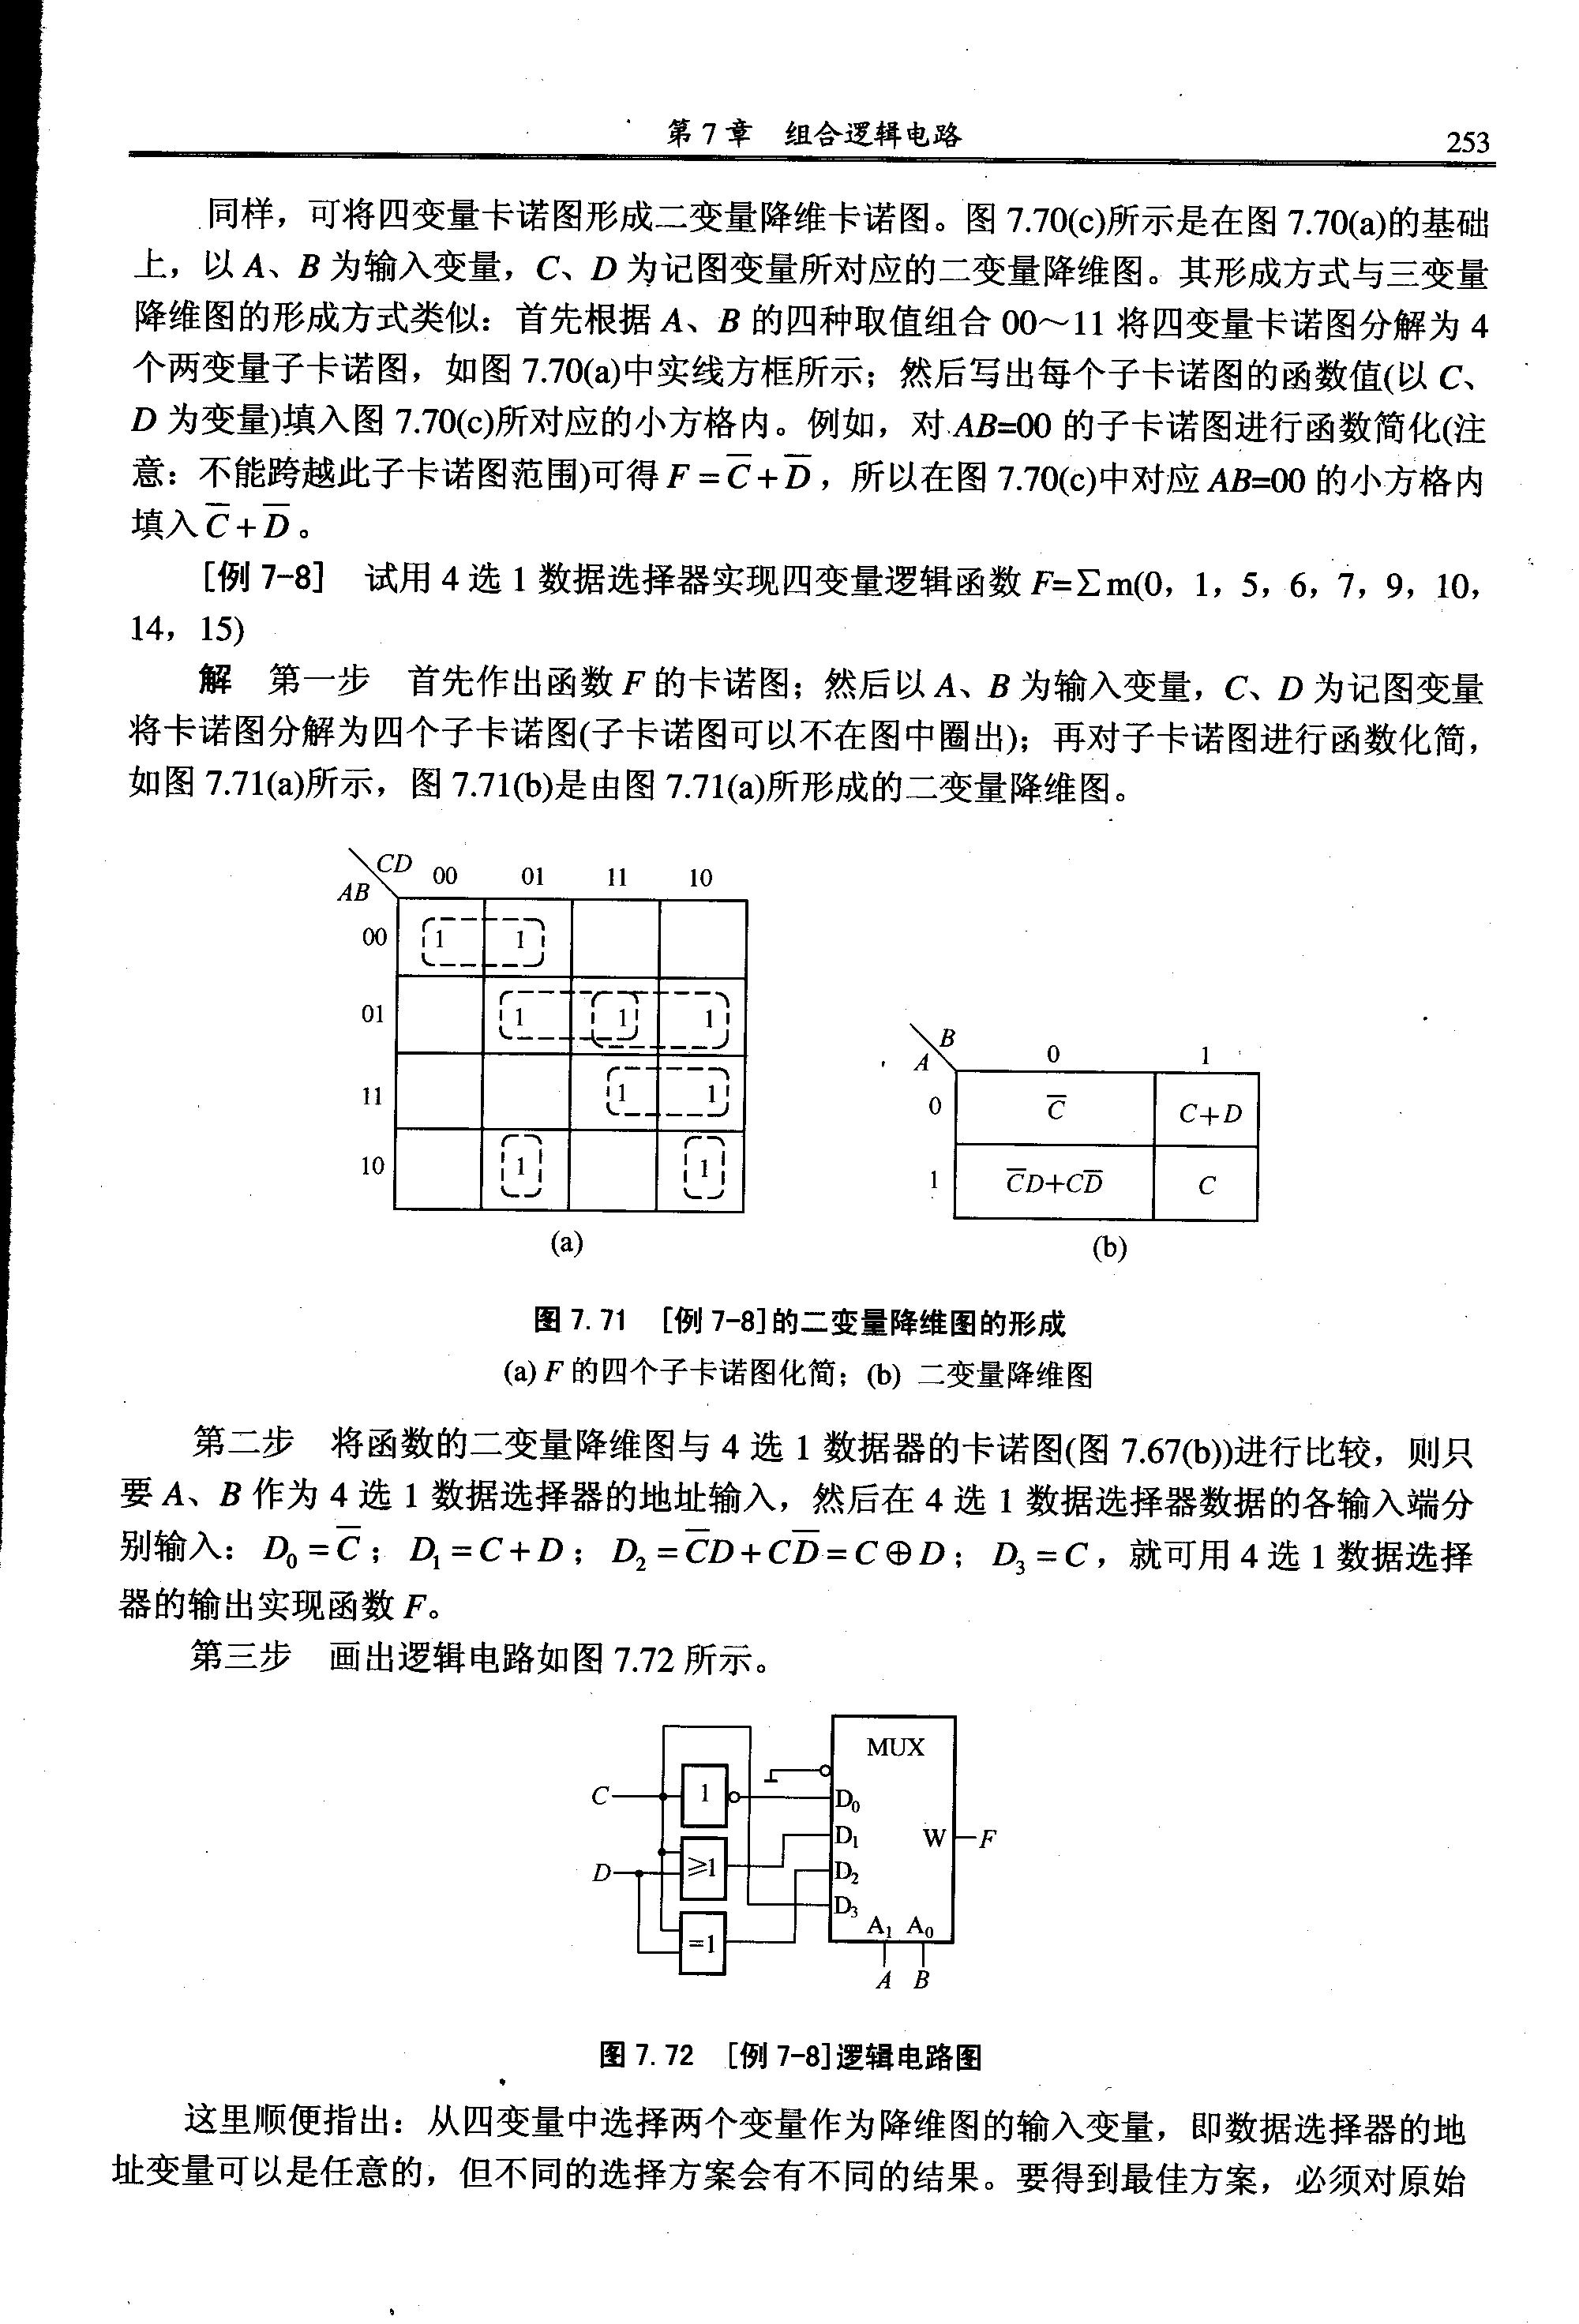 第7章 组合逻辑电路
253
同样，可将四变量卡诺图形成二变量降维卡诺图。图 7.70(c)所示是在图 7.70(a)的基础
上，以 A、B 为输入变量，C、D 为记图变量所对应的二变量降维图。其形成方式与三变量
降维图的形成方式类似：首先根据 A、B 的四种取值组合 00～11 将四变量卡诺图分解为 4
个两变量子卡诺图，如图 7.70(a)中实线方框所示；然后写出每个子卡诺图的函数值(以 C、
D 为变量)填入图 7.70(c)所对应的小方格内。例如，对 AB=00 的子卡诺图进行函数简化(注
意：不能跨越此子卡诺图范围)可得 F = C̅ + D̅，所以在图 7.70(c)中对应 AB=00 的小方格内
填入 C̅ + D̅。
[例 7-8] 试用 4 选 1 数据选择器实现四变量逻辑函数 F=∑m(0，1，5，6，7，9，10，
14，15)
解 第一步 首先作出函数 F 的卡诺图；然后以 A、B 为输入变量，C、D 为记图变量
将卡诺图分解为四个子卡诺图(子卡诺图可以不在图中圈出)；再对子卡诺图进行函数化简，
如图 7.71(a)所示，图 7.71(b)是由图 7.71(a)所形成的二变量降维图。
CD 00 01 11 10
AB
00 1 1
01 1 1 1
11 1 1
10 1 1
(a)
B 0 1
A
0 C̅ C+D
1 C̅D+CD̅ C
(b)
图 7.71 [例 7-8]的二变量降维图的形成
(a) F 的四个子卡诺图化简；(b) 二变量降维图
第二步 将函数的二变量降维图与 4 选 1 数据器的卡诺图(图 7.67(b))进行比较，则只
要 A、B 作为 4 选 1 数据选择器的地址输入，然后在 4 选 1 数据选择器数据的各输入端分
别输入：D₀ = C̅；D₁ = C + D；D₂ = C̅D + CD̅ = C⊕D；D₃ = C，就可用 4 选 1 数据选择
器的输出实现函数 F。
第三步 画出逻辑电路如图 7.72 所示。
MUX
C 1 D₀
D₁ W F
D ≥1 D₂
D₃
A₁ A₀
=1
A B
图 7.72 [例 7-8]逻辑电路图
这里顺便指出：从四变量中选择两个变量作为降维图的输入变量，即数据选择器的地
址变量可以是任意的，但不同的选择方案会有不同的结果。要得到最佳方案，必须对原始